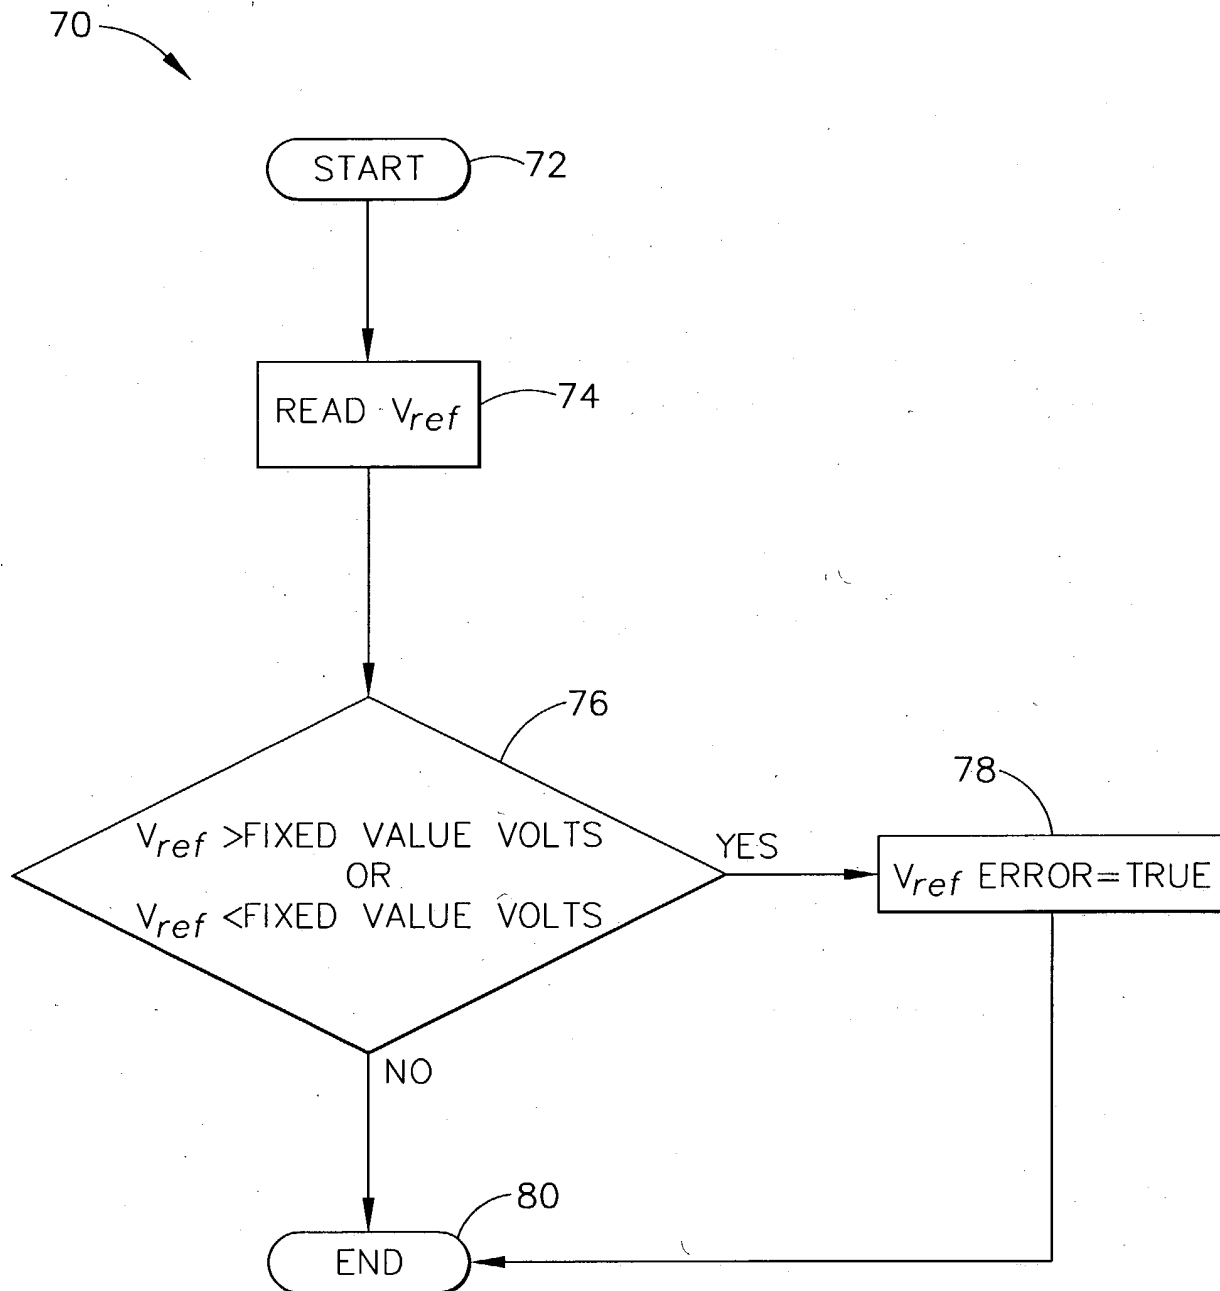 70
START
72
READ Vref
74
76
Vref >FIXED VALUE VOLTS
OR
Vref <FIXED VALUE VOLTS
YES
78
Vref ERROR=TRUE
NO
80
END